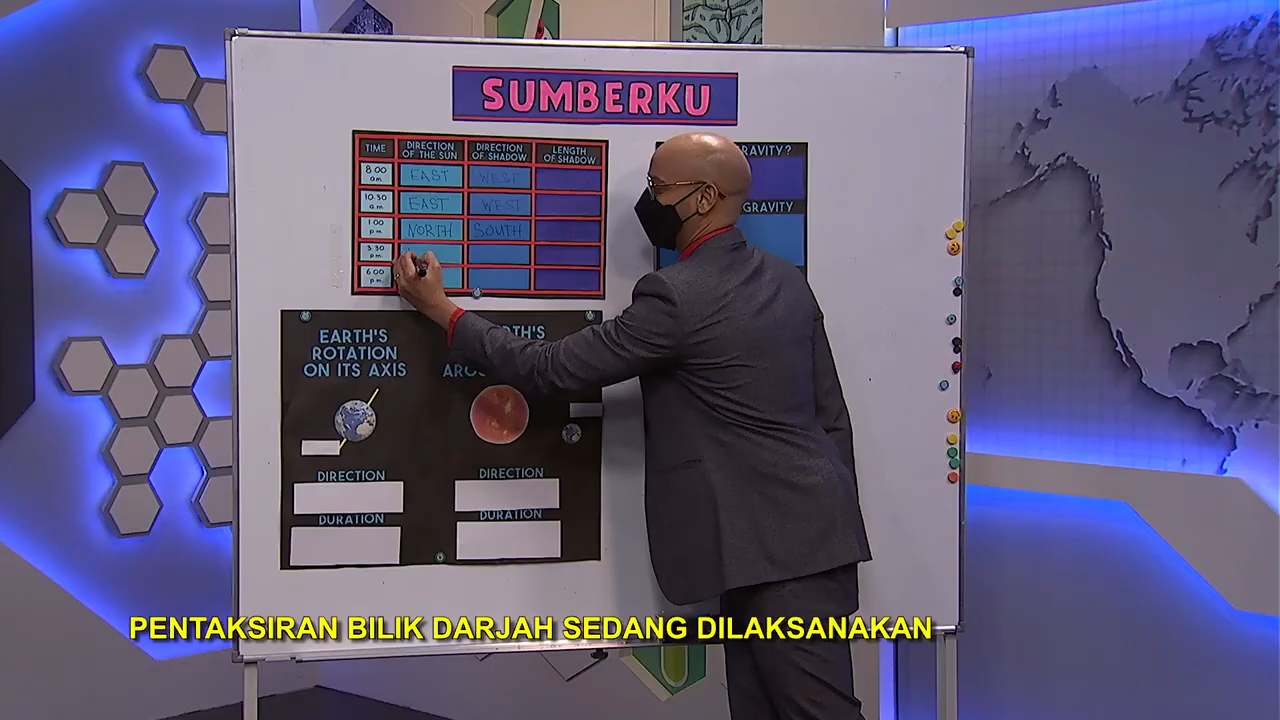 SUMBERKU
TIME DIRECTION OF THE SUN DIRECTION OF SHADOW LENGTH OF SHADOW
8.00 a.m EAST WEST
10.30 a.m EAST WEST
1.00 p.m NORTH SOUTH
3.30 p.m
6.00 p.m
GRAVITY?
GRAVITY
EARTH'S
ROTATION
ON ITS AXIS
DIRECTION
DURATION
DIRECTION
DURATION
PENTAKSIRAN BILIK DARJAH SEDANG DILAKSANAKAN